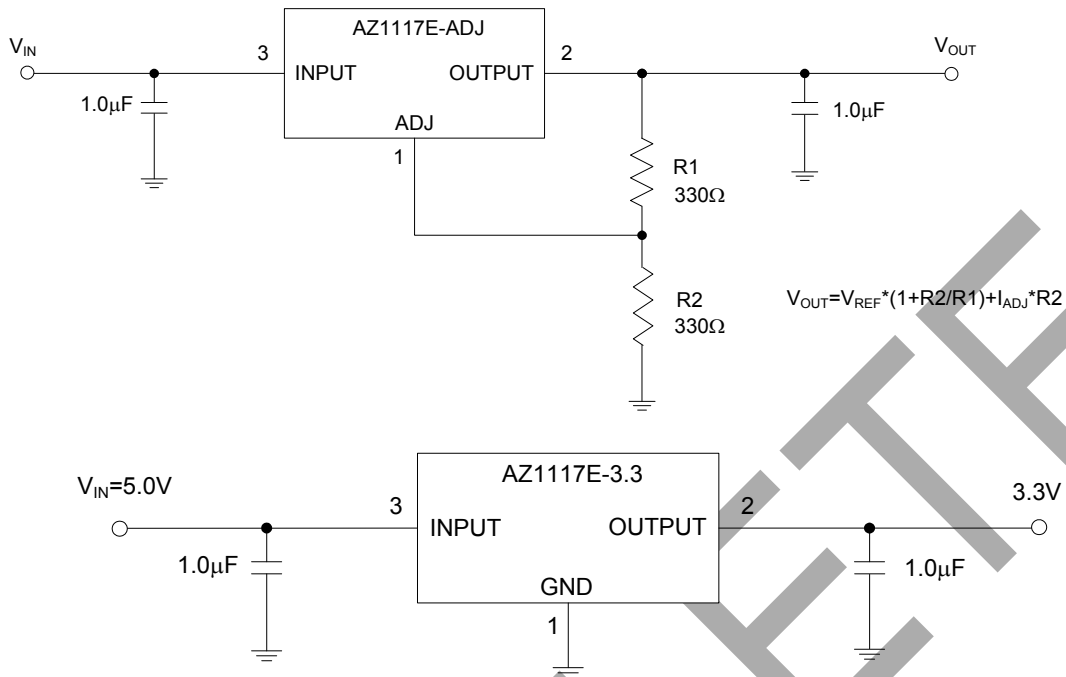 AZ1117E-ADJ
V_IN
3
INPUT
OUTPUT
2
V_OUT
1.0μF
ADJ
1
1.0μF
R1
330Ω
R2
330Ω
V_OUT=V_REF*(1+R2/R1)+I_ADJ*R2
AZ1117E-3.3
V_IN=5.0V
3
INPUT
OUTPUT
2
3.3V
1.0μF
GND
1
1.0μF